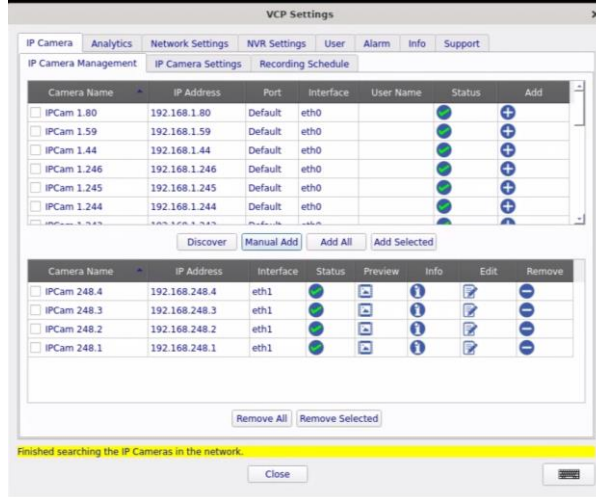 VCP Settings
IP Camera Analytics Network Settings NVR Settings User Alarm Info Support
IP Camera Management IP Camera Settings Recording Schedule
Camera Name IP Address Port Interface User Name Status Add
IPCam 1.80 192.168.1.80 Default eth0
IPCam 1.59 192.168.1.59 Default eth0
IPCam 1.44 192.168.1.44 Default eth0
IPCam 1.246 192.168.1.246 Default eth0
IPCam 1.245 192.168.1.245 Default eth0
IPCam 1.244 192.168.1.244 Default eth0
Discover Manual Add Add All Add Selected
Camera Name IP Address Interface Status Preview Info Edit Remove
IPCam 248.4 192.168.248.4 eth1
IPCam 248.3 192.168.248.3 eth1
IPCam 248.2 192.168.248.2 eth1
IPCam 248.1 192.168.248.1 eth1
Remove All Remove Selected
Finished searching the IP Cameras in the network.
Close